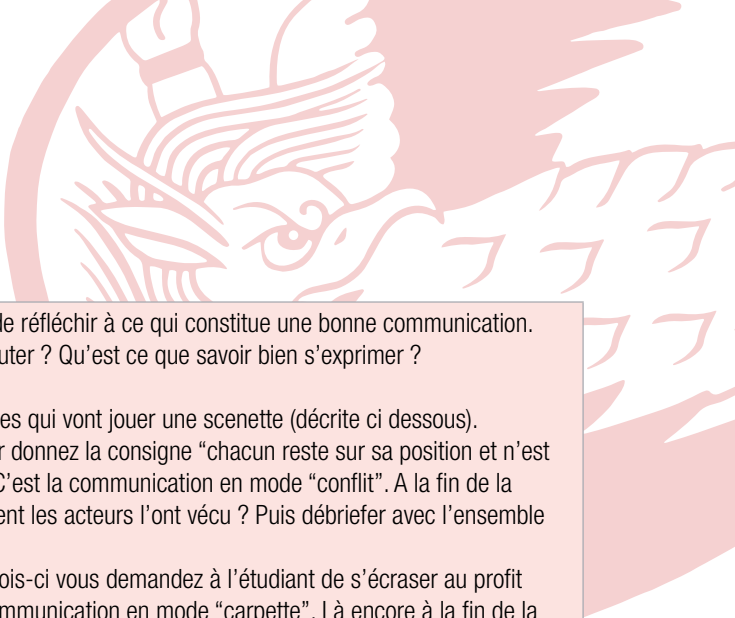 de réfléchir à ce qui constitue une bonne communication.
uter ? Qu’est ce que savoir bien s’exprimer ?
es qui vont jouer une scenette (décrite ci dessous).
r donnez la consigne “chacun reste sur sa position et n’est
C’est la communication en mode “conflit”. A la fin de la
ent les acteurs l’ont vécu ? Puis débriefer avec l’ensemble
ois-ci vous demandez à l’étudiant de s’écraser au profit
ommunication en mode “carpette”. Là encore à la fin de la